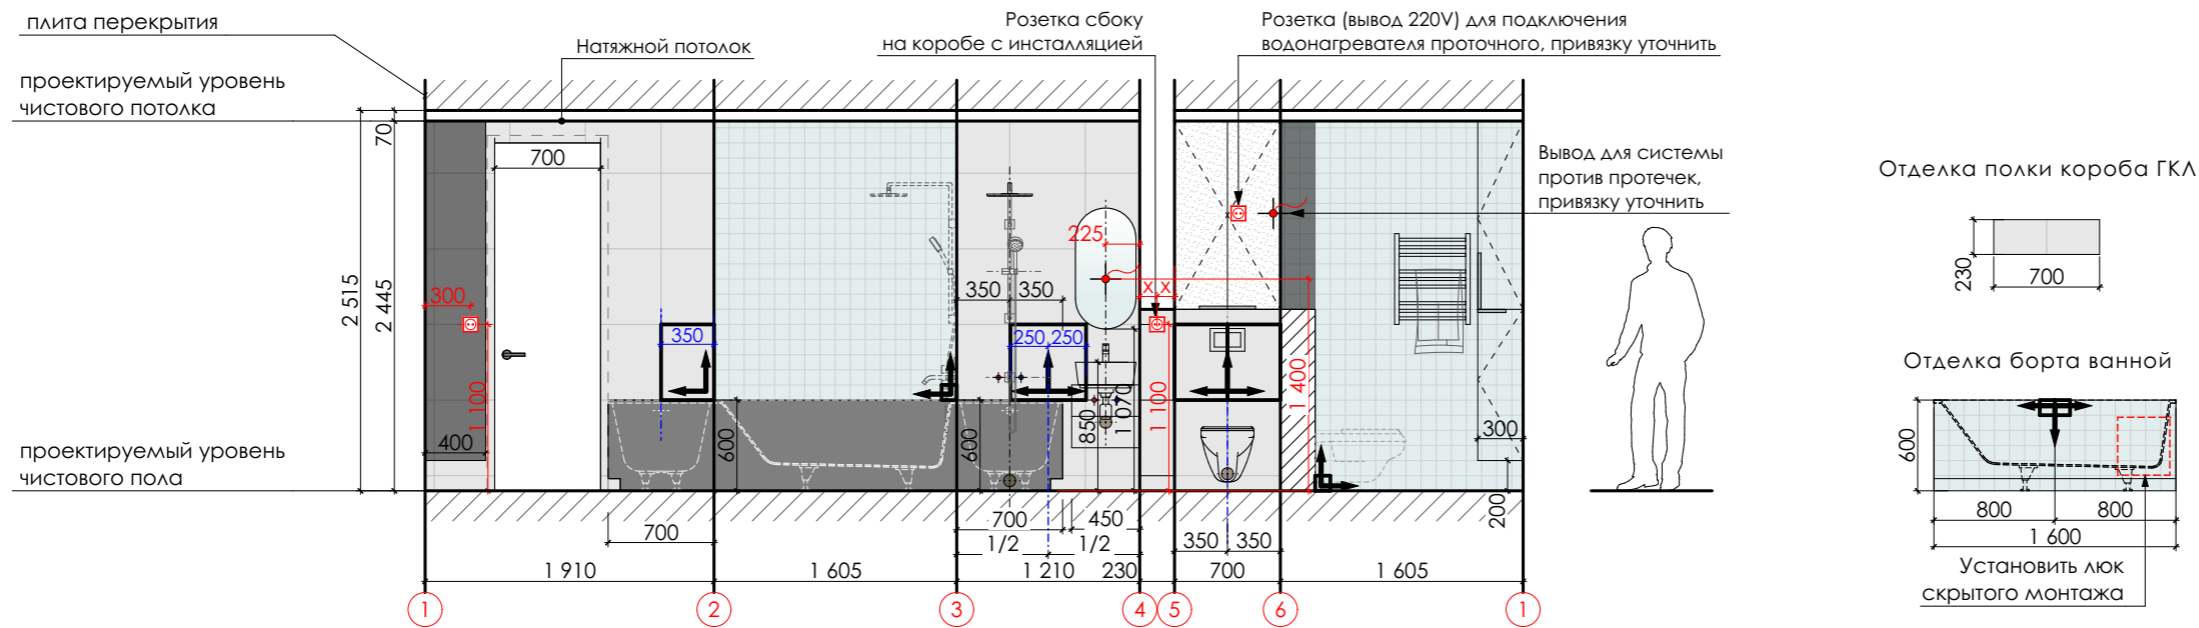 плита перекрытия
Натяжной потолок
Розетка сбоку
на коробе с инсталляцией
Розетка (вывод 220V) для подключения
водонагревателя проточного, привязку уточнить
проектируемый уровень
чистового потолка
70
2 515
2 445
700
300
1 100
400
350
600
350
350
250
250
600
225
850
1 070
X
X
1 100
1 400
300
200
Вывод для системы
против протечек,
привязку уточнить
проектируемый уровень
чистового пола
700
700
450
1/2
1/2
350
350
1 910
1 605
1 210
230
700
1 605
1
2
3
4
5
6
1
Отделка полки короба ГКЛ
230
700
Отделка борта ванной
600
800
800
1 600
Установить люк
скрытого монтажа